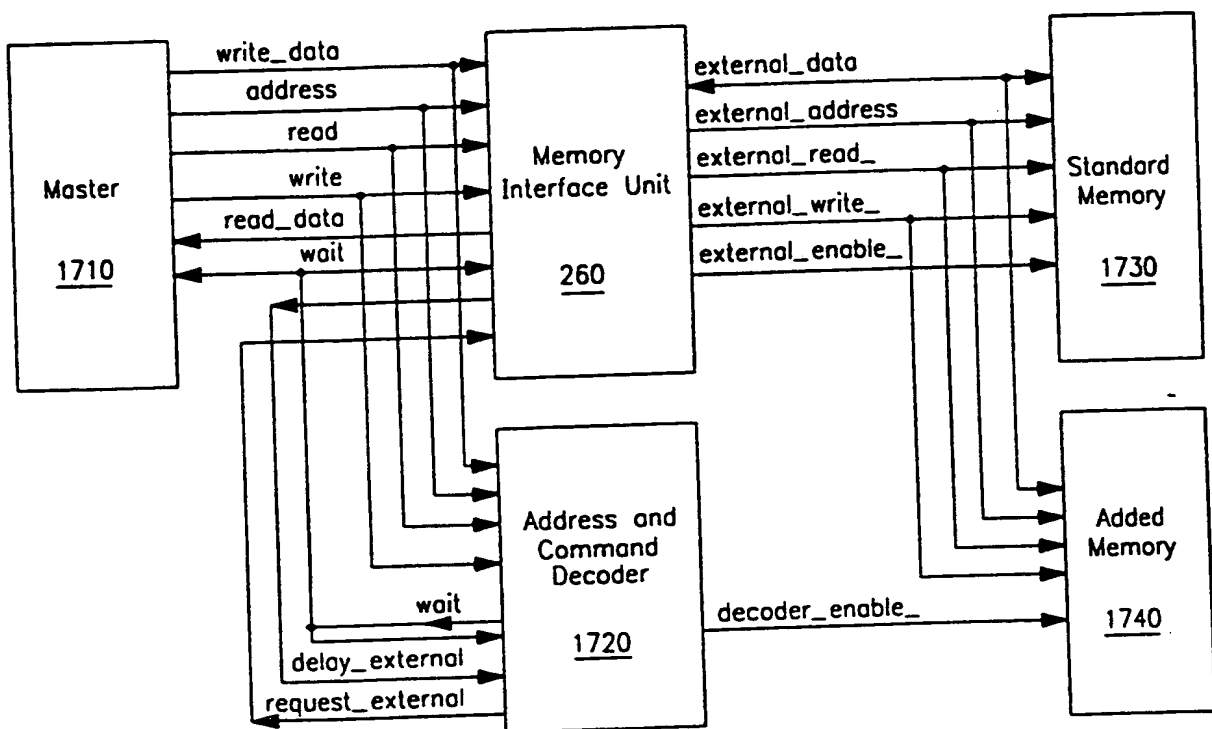 Master
1710
write_data
address
read
write
read_data
wait
Memory
Interface Unit
260
external_data
external_address
external_read_
external_write_
external_enable_
Standard
Memory
1730
Address and
Command
Decoder
1720
wait
delay_external
request_external
decoder_enable_
Added
Memory
1740